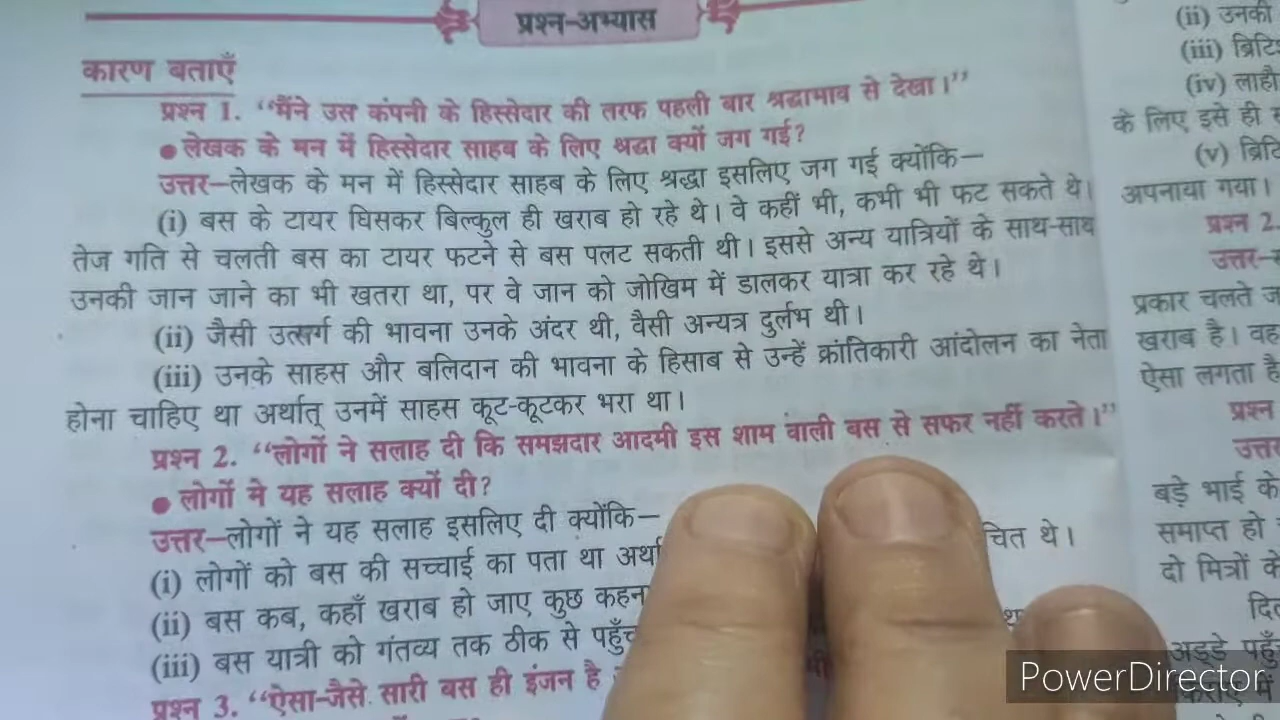 प्रश्न-अभ्यास
कारण बताएँ
प्रश्न 1. “मैंने उस कंपनी के हिस्सेदार की तरफ पहली बार श्रद्धाभाव से देखा।”
● लेखक के मन में हिस्सेदार साहब के लिए श्रद्धा क्यों जग गई?
उत्तर—लेखक के मन में हिस्सेदार साहब के लिए श्रद्धा इसलिए जग गई क्योंकि—
(i) बस के टायर घिसकर बिल्कुल ही खराब हो रहे थे। वे कहीं भी, कभी भी फट सकते थे।
तेज गति से चलती बस का टायर फटने से बस पलट सकती थी। इससे अन्य यात्रियों के साथ-साथ
उनकी जान जाने का भी खतरा था, पर वे जान को जोखिम में डालकर यात्रा कर रहे थे।
(ii) जैसी उत्सर्ग की भावना उनके अंदर थी, वैसी अन्यत्र दुर्लभ थी।
(iii) उनके साहस और बलिदान की भावना के हिसाब से उन्हें क्रांतिकारी आंदोलन का नेता
होना चाहिए था अर्थात् उनमें साहस कूट-कूटकर भरा था।
प्रश्न 2. “लोगों ने सलाह दी कि समझदार आदमी इस शाम वाली बस से सफर नहीं करते।”
● लोगों ने यह सलाह क्यों दी?
उत्तर—लोगों ने यह सलाह इसलिए दी क्योंकि—
(i) लोगों को बस की सच्चाई का पता था चित थे।
(ii) बस कब, कहाँ खराब हो जाए कुछ
(iii) बस यात्री को गंतव्य तक ठीक से
प्रश्न 3. “ऐसा-जैसे सारी बस ही इंजन है
(ii) उनकी
(iii)
(iv)
के लिए इसे ही
(v)
अपनाया गया।
प्रश्न 2.
उत्तर—
प्रकार चलते
खराब है। वह
ऐसा लगता है
प्रश्न
उत्तर
बड़े भाई के
समाप्त हो
दो मित्रों के
अड्डे
PowerDirector